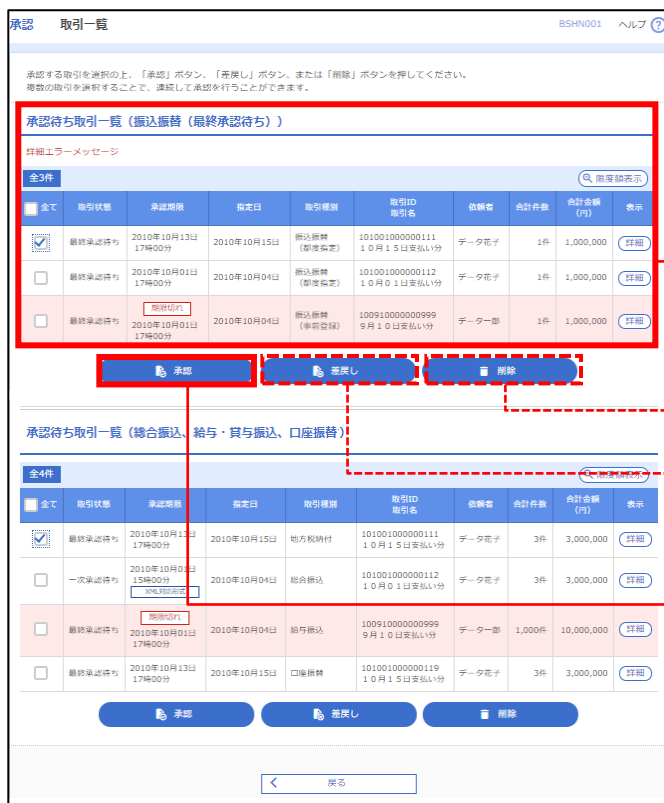 承認 取引一覧 BSHN001 ヘルプ ?
承認する取引を選択の上、「承認」ボタン、「差戻し」ボタン、または「削除」ボタンを押してください。
複数の取引を選択することで、連続して承認を行うことができます。
承認待ち取引一覧（振込振替（最終承認待ち））
詳細エラーメッセージ
全3件 限度額表示
全て 取引状態 承認期限 指定日 取引種別 取引ID 依頼者 合計件数 合計金額 表示
取引名 (円)
最終承認待ち 2010年10月13日 2010年10月15日 振込振替 101001000000111 データ花子 1件 1,000,000 詳細
17時00分 (都度指定) １０月１５日支払い分
最終承認待ち 2010年10月01日 2010年10月04日 振込振替 101001000000112 データ花子 1件 1,000,000 詳細
17時00分 (都度指定) １０月０１日支払い分
期限切れ
最終承認待ち 2010年10月01日 2010年10月04日 振込振替 100910000000999 データ一郎 1件 1,000,000 詳細
17時00分 (事前登録) ９月１０日支払い分
承認 差戻し 削除
承認待ち取引一覧（総合振込、給与・賞与振込、口座振替）
全4件 限度額表示
全て 取引状態 承認期限 指定日 取引種別 取引ID 依頼者 合計件数 合計金額 表示
取引名 (円)
最終承認待ち 2010年10月13日 2010年10月15日 地方税納付 101001000000111 データ花子 3件 3,000,000 詳細
17時00分 １０月１５日支払い分
一次承認待ち 2010年10月01日 2010年10月04日 総合振込 101001000000112 データ花子 3件 3,000,000 詳細
15時00分 １０月０１日支払い分
XML対応形式
期限切れ
最終承認待ち 2010年10月01日 2010年10月04日 給与振込 100910000000999 データ一郎 1,000件 10,000,000 詳細
17時00分 ９月１０日支払い分
最終承認待ち 2010年10月13日 2010年10月15日 口座振替 101001000000119 データ花子 3件 3,000,000 詳細
17時00分 １０月１５日支払い分
承認 差戻し 削除
戻る